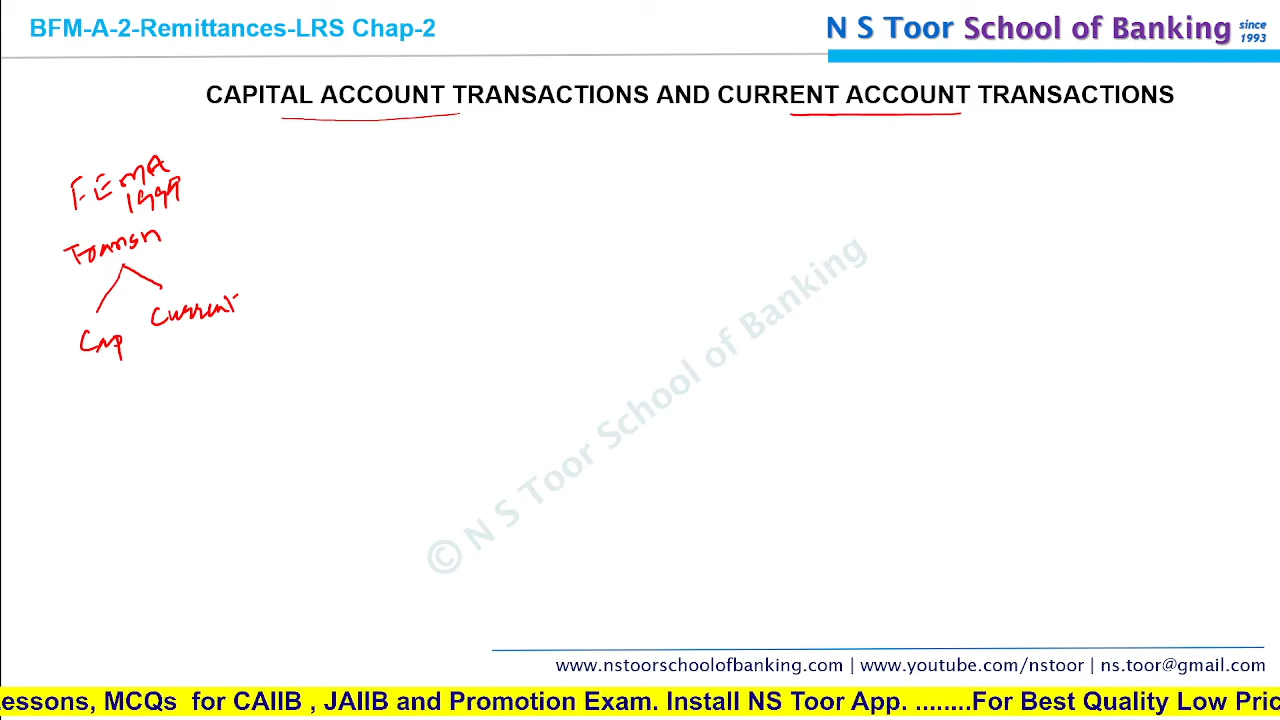 BFM-A-2-Remittances-LRS Chap-2
N S Toor School of Banking since 1993
CAPITAL ACCOUNT TRANSACTIONS AND CURRENT ACCOUNT TRANSACTIONS
FEMA
1999
Transn
Current
Cap
© N S Toor School of Banking
www.nstoorschoolofbanking.com | www.youtube.com/nstoor | ns.toor@gmail.com
Lessons, MCQs for CAIIB , JAIIB and Promotion Exam. Install NS Toor App. ........For Best Quality Low Pric